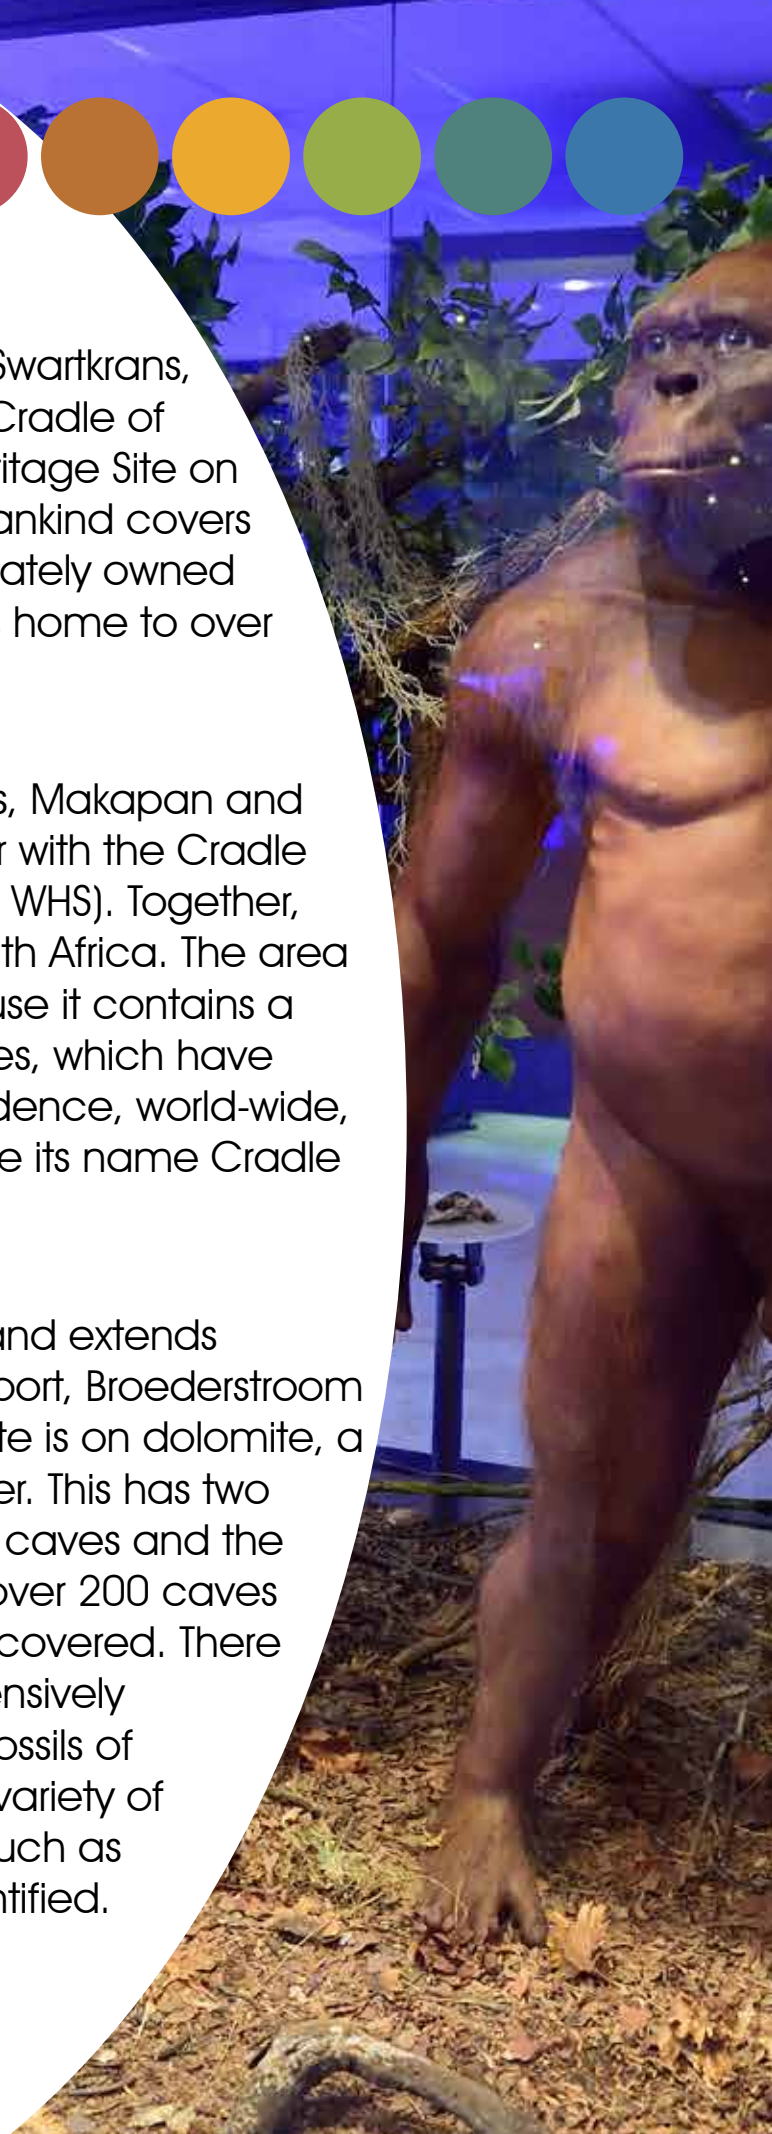 Swartkrans,
Cradle of
ritage Site on
ankind covers
ately owned
home to over
s, Makapan and
r with the Cradle
WHS). Together,
th Africa. The area
use it contains a
es, which have
dence, world-wide,
e its name Cradle
and extends
oort, Broederstroom
te is on dolomite, a
er. This has two
caves and the
over 200 caves
covered. There
ensively
ossils of
variety of
uch as
ntified.